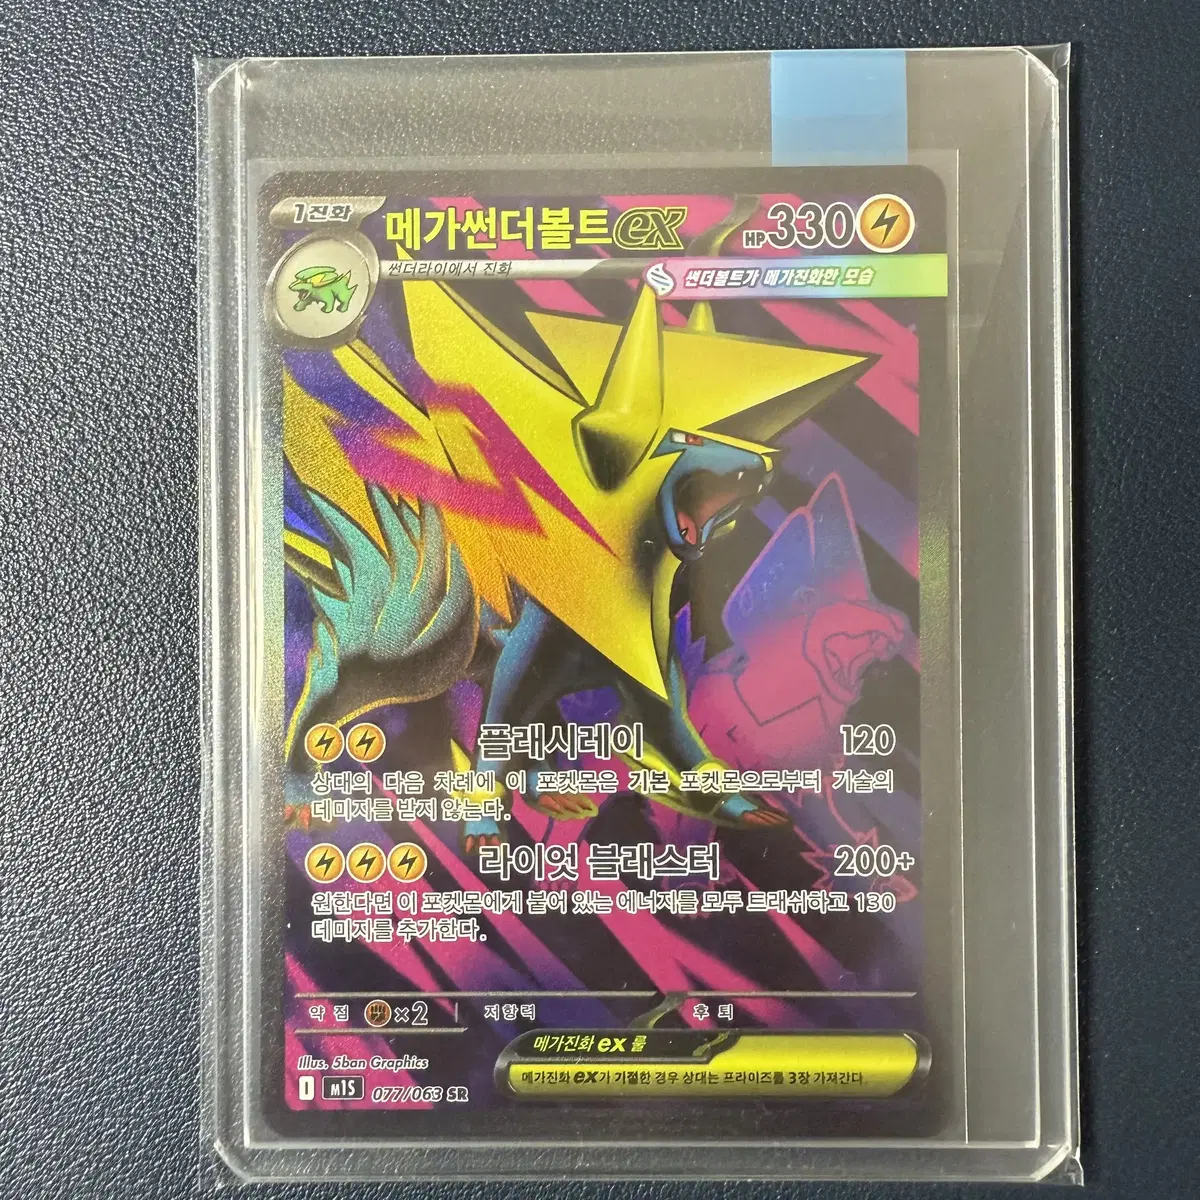 1진화
메가썬더볼트ex
HP330
썬더라이에서 진화
썬더볼트가 메가진화한 모습
플래시레이 120
상대의 다음 차례에 이 포켓몬은 기본 포켓몬으로부터 기술의
데미지를 받지 않는다.
라이엇 블래스터 200+
원한다면 이 포켓몬에게 붙어 있는 에너지를 모두 트래쉬하고 130
데미지를 추가한다.
약점 ×2 저항력 후퇴
메가진화 ex 룰
메가진화 ex가 기절한 경우 상대는 프라이즈를 3장 가져간다.
Illus. 5ban Graphics
I M1S 077/063 SR